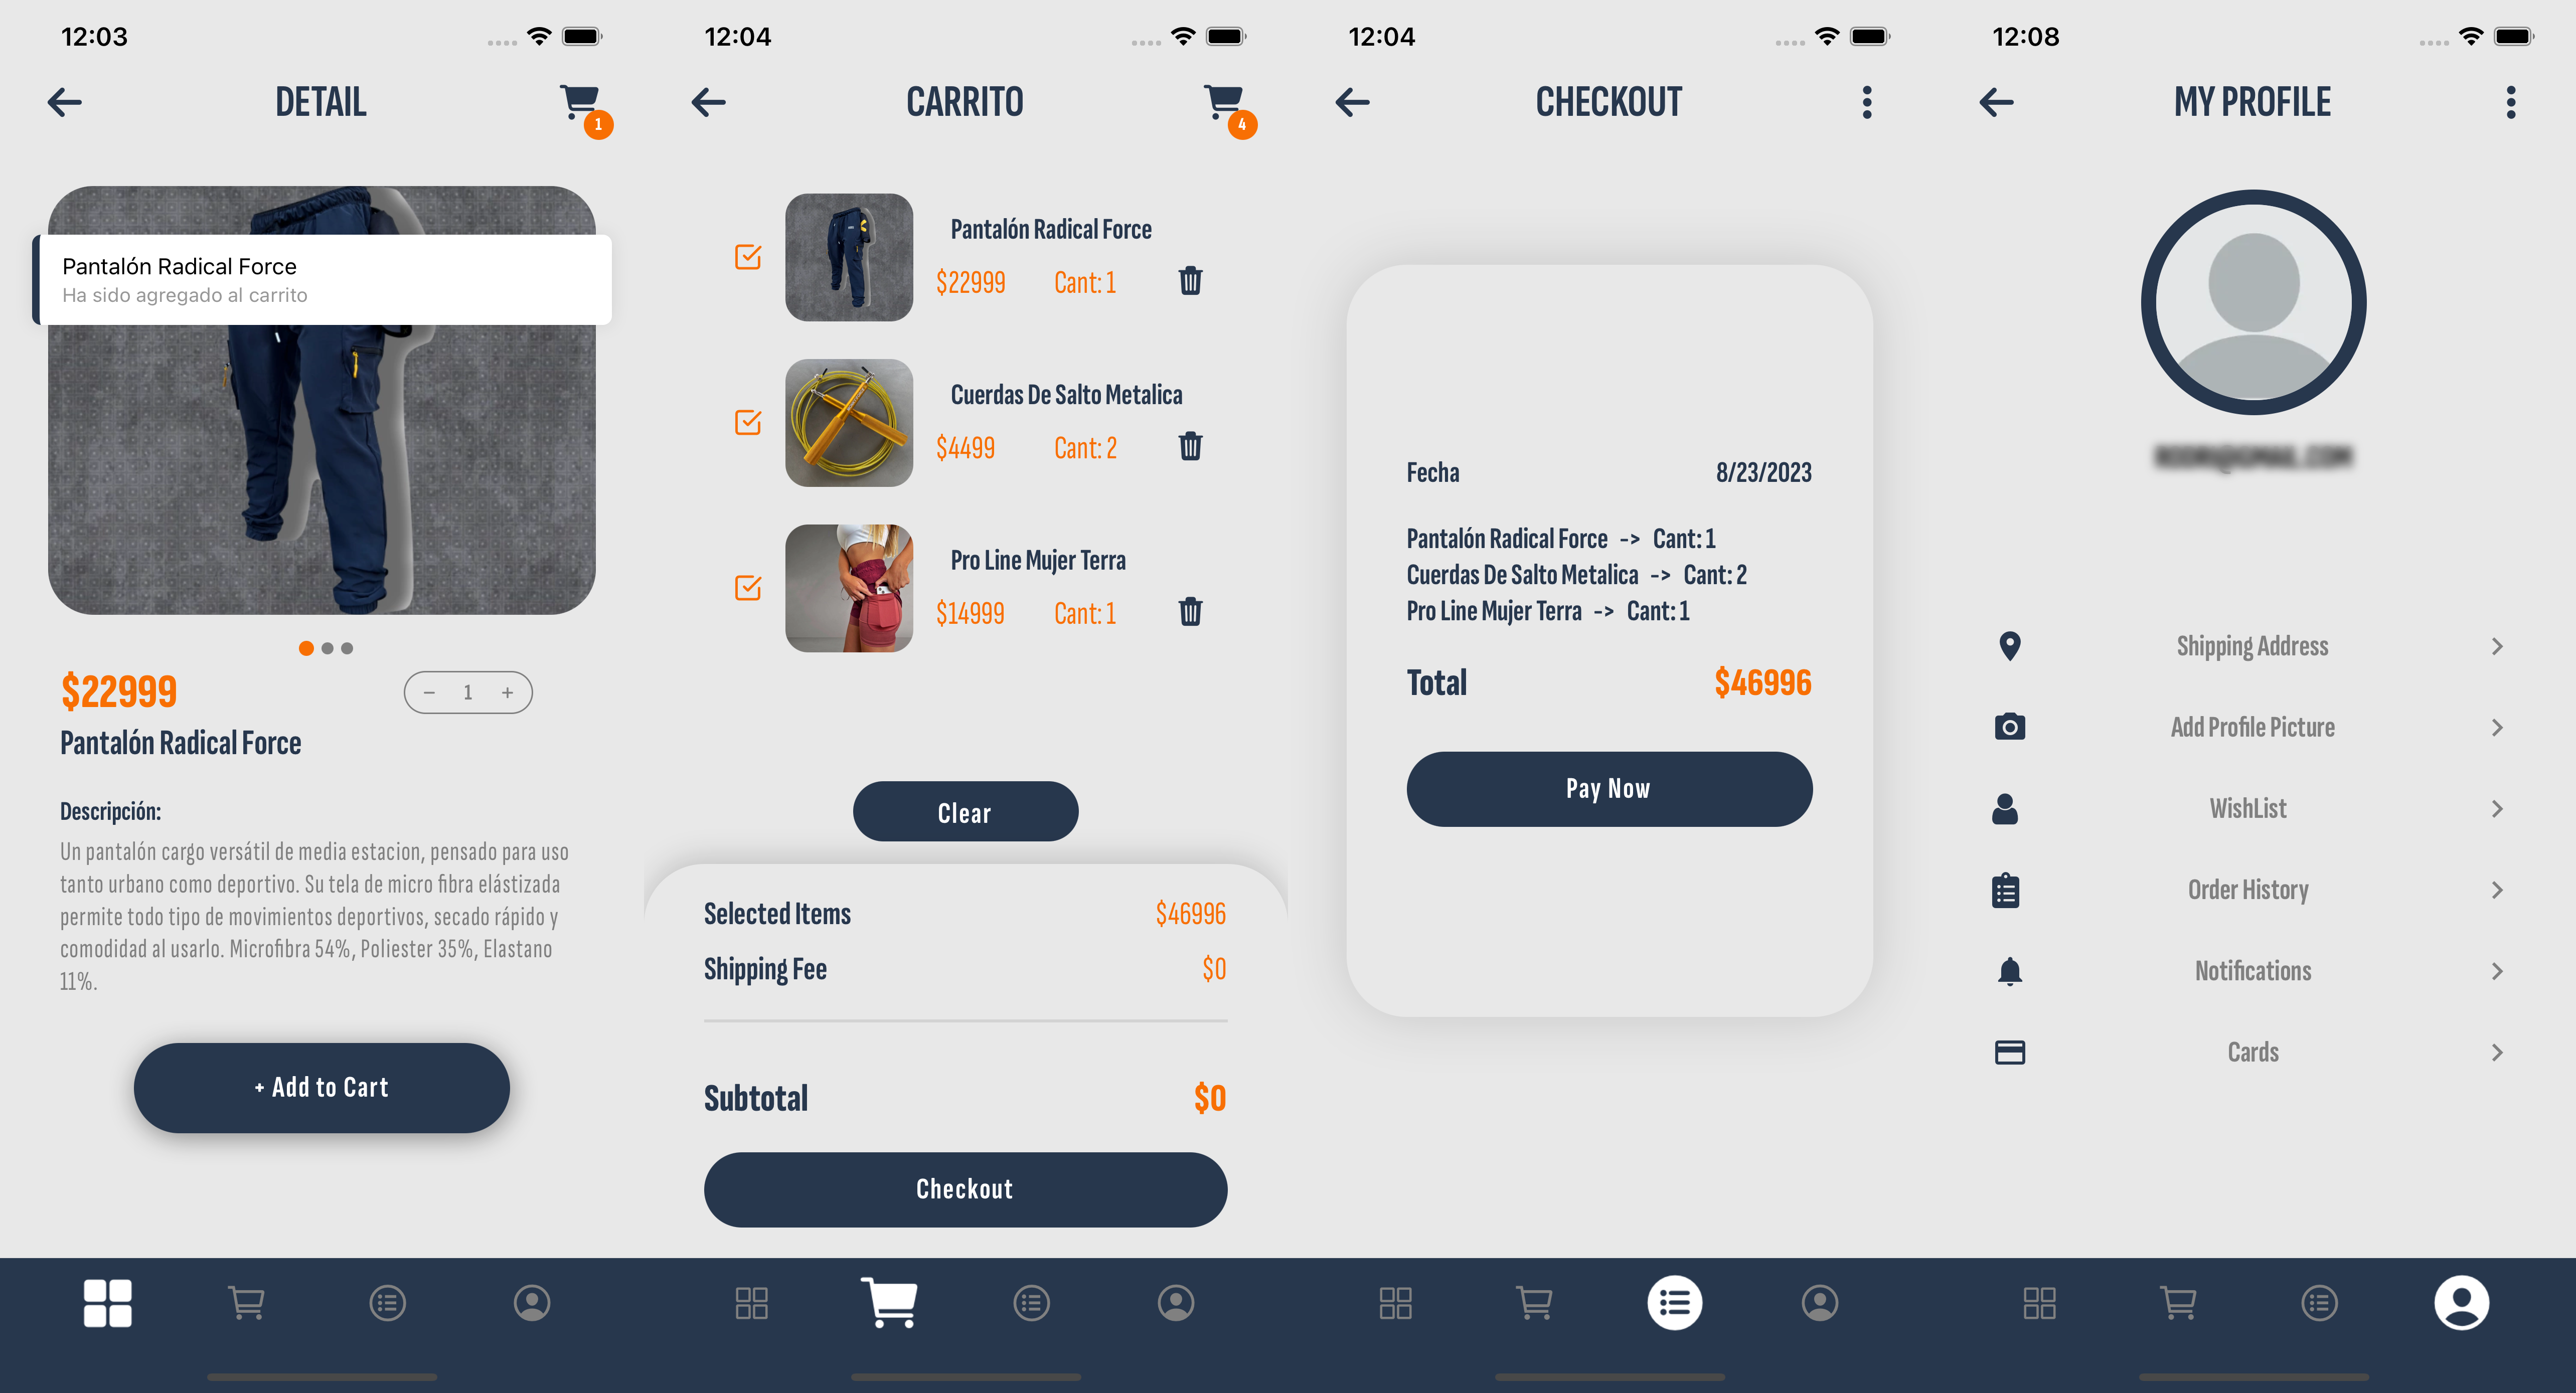 12:03
DETAIL
1
Pantalón Radical Force
Ha sido agregado al carrito
$22999
− 1 +
Pantalón Radical Force
Descripción:
Un pantalón cargo versátil de media estacion, pensado para uso
tanto urbano como deportivo. Su tela de micro fibra elástizada
permite todo tipo de movimientos deportivos, secado rápido y
comodidad al usarlo. Microfibra 54%, Poliester 35%, Elastano
11%.
+ Add to Cart
12:04
CARRITO
4
Pantalón Radical Force
$22999 Cant: 1
Cuerdas De Salto Metalica
$4499 Cant: 2
Pro Line Mujer Terra
$14999 Cant: 1
Clear
Selected Items $46996
Shipping Fee $0
Subtotal $0
Checkout
12:04
CHECKOUT
Fecha 8/23/2023
Pantalón Radical Force -> Cant: 1
Cuerdas De Salto Metalica -> Cant: 2
Pro Line Mujer Terra -> Cant: 1
Total $46996
Pay Now
12:08
MY PROFILE
Shipping Address
Add Profile Picture
WishList
Order History
Notifications
Cards